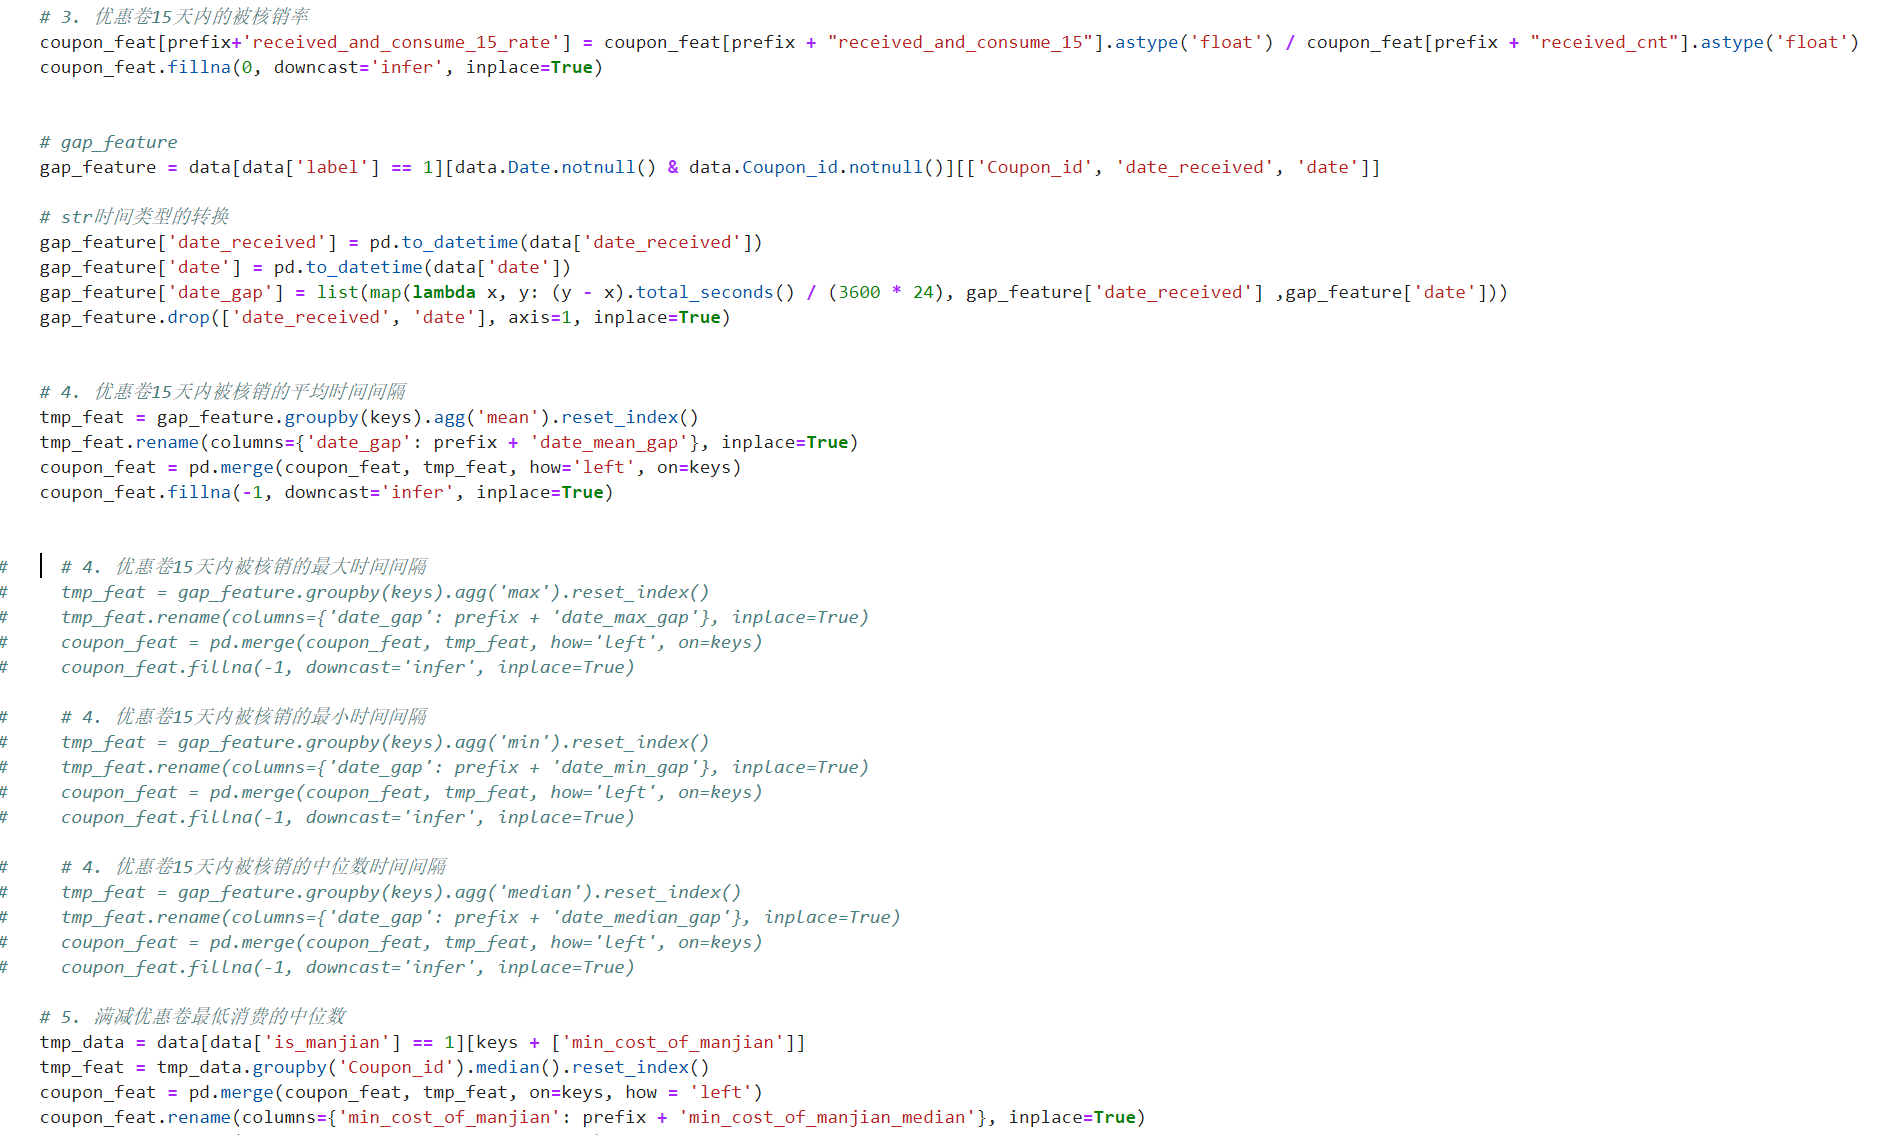 # 3. 优惠卷15天内的被核销率
coupon_feat[prefix+'received_and_consume_15_rate'] = coupon_feat[prefix + "received_and_consume_15"].astype('float') / coupon_feat[prefix + "received_cnt"].astype('float')
coupon_feat.fillna(0, downcast='infer', inplace=True)
# gap_feature
gap_feature = data[data['label'] == 1][data.Date.notnull() & data.Coupon_id.notnull()][['Coupon_id', 'date_received', 'date']]
# str时间类型的转换
gap_feature['date_received'] = pd.to_datetime(data['date_received'])
gap_feature['date'] = pd.to_datetime(data['date'])
gap_feature['date_gap'] = list(map(lambda x, y: (y - x).total_seconds() / (3600 * 24), gap_feature['date_received'] ,gap_feature['date']))
gap_feature.drop(['date_received', 'date'], axis=1, inplace=True)
# 4. 优惠卷15天内被核销的平均时间间隔
tmp_feat = gap_feature.groupby(keys).agg('mean').reset_index()
tmp_feat.rename(columns={'date_gap': prefix + 'date_mean_gap'}, inplace=True)
coupon_feat = pd.merge(coupon_feat, tmp_feat, how='left', on=keys)
coupon_feat.fillna(-1, downcast='infer', inplace=True)
#     # 4. 优惠卷15天内被核销的最大时间间隔
#     tmp_feat = gap_feature.groupby(keys).agg('max').reset_index()
#     tmp_feat.rename(columns={'date_gap': prefix + 'date_max_gap'}, inplace=True)
#     coupon_feat = pd.merge(coupon_feat, tmp_feat, how='left', on=keys)
#     coupon_feat.fillna(-1, downcast='infer', inplace=True)
#     # 4. 优惠卷15天内被核销的最小时间间隔
#     tmp_feat = gap_feature.groupby(keys).agg('min').reset_index()
#     tmp_feat.rename(columns={'date_gap': prefix + 'date_min_gap'}, inplace=True)
#     coupon_feat = pd.merge(coupon_feat, tmp_feat, how='left', on=keys)
#     coupon_feat.fillna(-1, downcast='infer', inplace=True)
#     # 4. 优惠卷15天内被核销的中位数时间间隔
#     tmp_feat = gap_feature.groupby(keys).agg('median').reset_index()
#     tmp_feat.rename(columns={'date_gap': prefix + 'date_median_gap'}, inplace=True)
#     coupon_feat = pd.merge(coupon_feat, tmp_feat, how='left', on=keys)
#     coupon_feat.fillna(-1, downcast='infer', inplace=True)
# 5. 满减优惠卷最低消费的中位数
tmp_data = data[data['is_manjian'] == 1][keys + ['min_cost_of_manjian']]
tmp_feat = tmp_data.groupby('Coupon_id').median().reset_index()
coupon_feat = pd.merge(coupon_feat, tmp_feat, on=keys, how = 'left')
coupon_feat.rename(columns={'min_cost_of_manjian': prefix + 'min_cost_of_manjian_median'}, inplace=True)